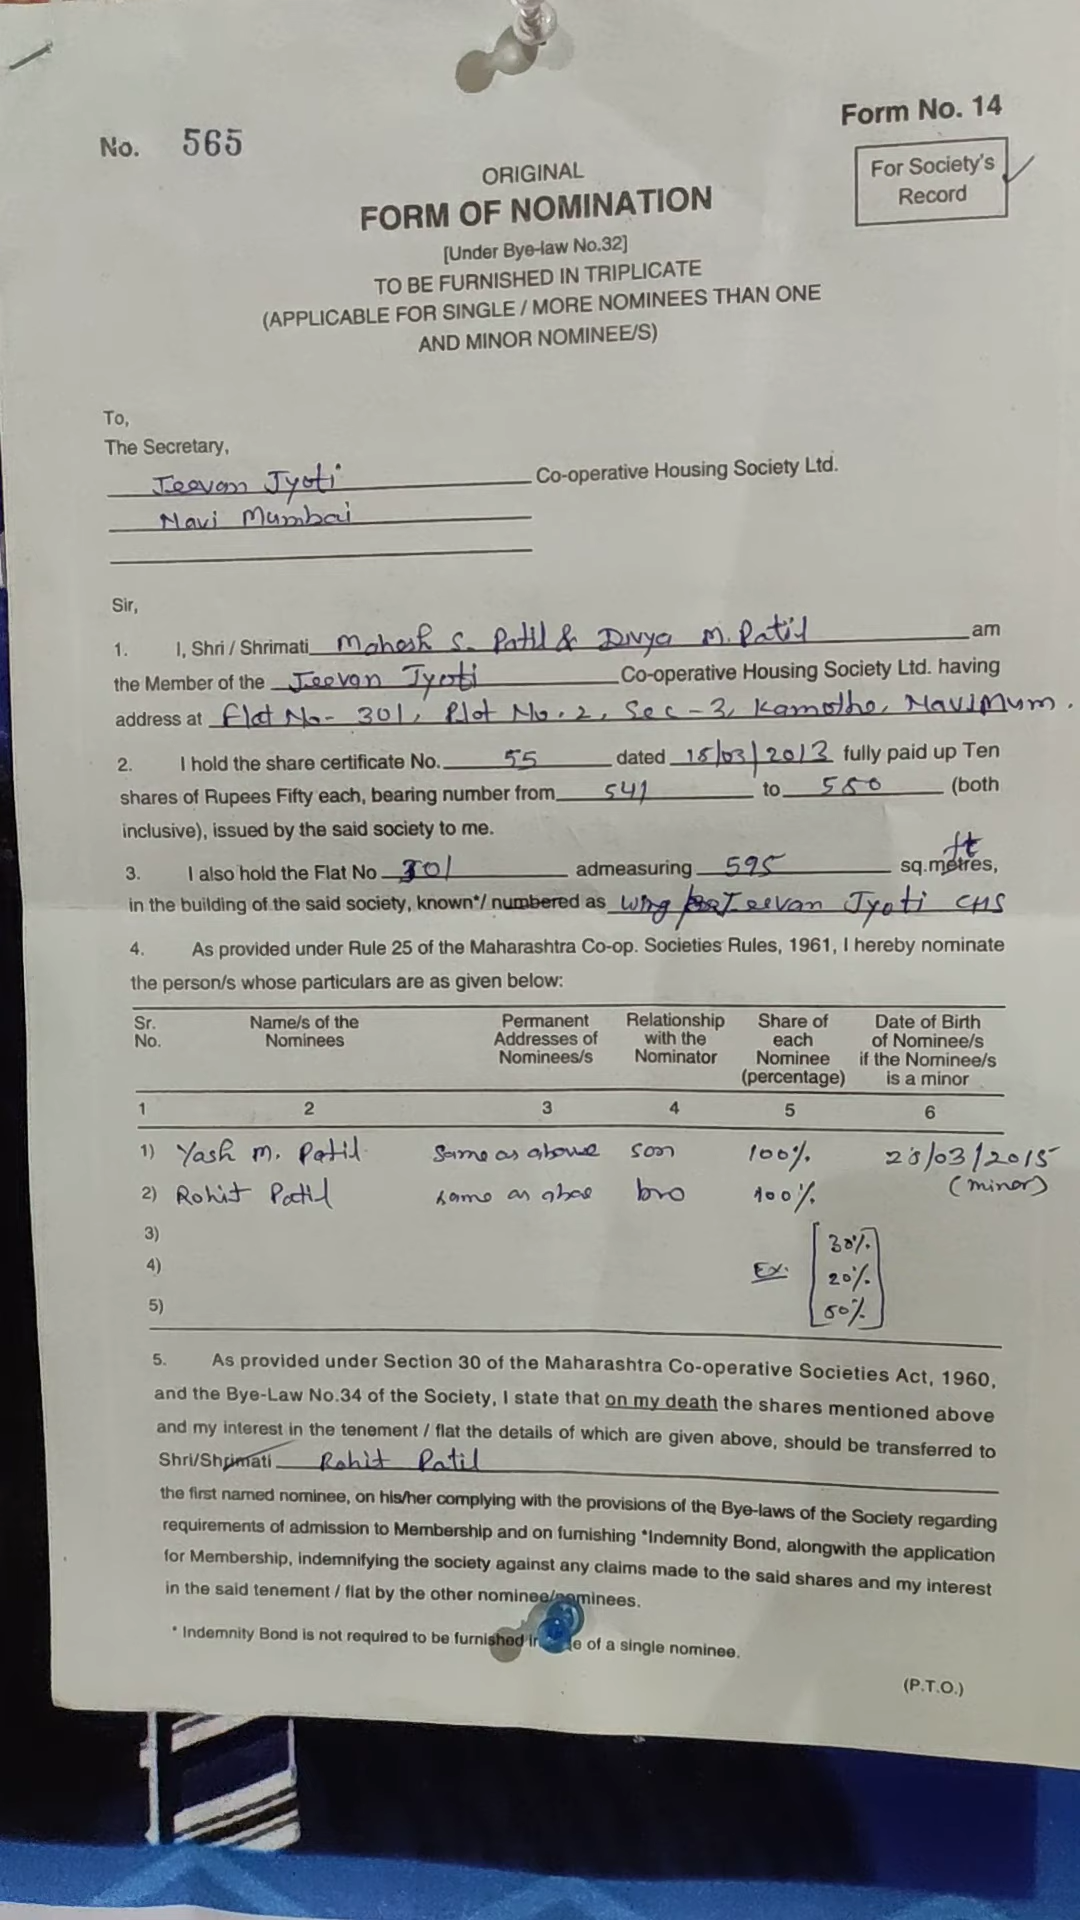 No. 565
Form No. 14
For Society's
Record
ORIGINAL
FORM OF NOMINATION
[Under Bye-law No.32]
TO BE FURNISHED IN TRIPLICATE
(APPLICABLE FOR SINGLE / MORE NOMINEES THAN ONE
AND MINOR NOMINEE/S)
To,
The Secretary,
Jeevan Jyoti Co-operative Housing Society Ltd.
Navi Mumbai
Sir,
1. I, Shri / Shrimati Mahesh S. Patil & Divya M. Patil am
the Member of the Jeevan Jyoti Co-operative Housing Society Ltd. having
address at Flat No- 301, Plot No. 2, Sec-3, Kamothe, Navi Mum.
2. I hold the share certificate No. 55 dated 15/03/2013 fully paid up Ten
shares of Rupees Fifty each, bearing number from 541 to 550 (both
inclusive), issued by the said society to me.
ft
3. I also hold the Flat No 301 admeasuring 595 sq.metres,
in the building of the said society, known*/ numbered as Wing Jeevan Jyoti CHS
4. As provided under Rule 25 of the Maharashtra Co-op. Societies Rules, 1961, I hereby nominate
the person/s whose particulars are as given below:
Sr. Name/s of the Permanent Relationship Share of Date of Birth
No. Nominees Addresses of with the each of Nominee/s
Nominees/s Nominator Nominee if the Nominee/s
(percentage) is a minor
1 2 3 4 5 6
1) Yash M. Patil same as above son 100% 28/03/2015
2) Rohit Patil same as abae bro 100% (minor)
3) 30%
4) Ex. 20%
5) 50%
5. As provided under Section 30 of the Maharashtra Co-operative Societies Act, 1960,
and the Bye-Law No.34 of the Society, I state that on my death the shares mentioned above
and my interest in the tenement / flat the details of which are given above, should be transferred to
Shri/Shrimati Rohit Patil
the first named nominee, on his/her complying with the provisions of the Bye-laws of the Society regarding
requirements of admission to Membership and on furnishing *Indemnity Bond, alongwith the application
for Membership, indemnifying the society against any claims made to the said shares and my interest
in the said tenement / flat by the other nominee/nominees.
* Indemnity Bond is not required to be furnished in e of a single nominee.
(P.T.O.)